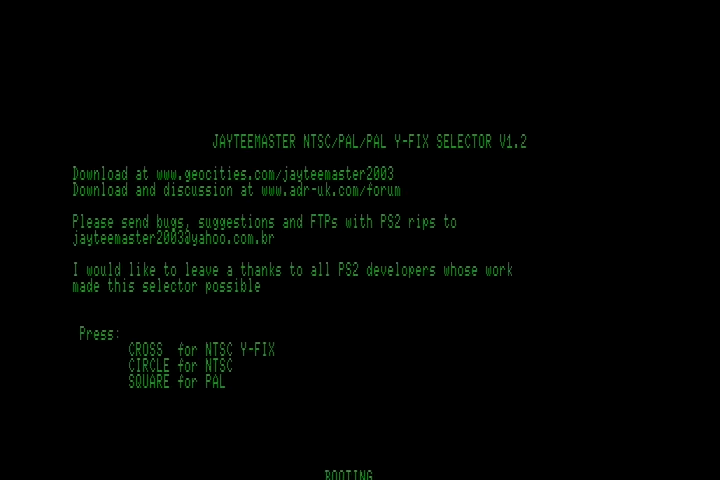 JAYTEEMASTER NTSC/PAL/PAL Y-FIX SELECTOR V1.2
Download at www.geocities.com/jayteemaster2003
Download and discussion at www.adr-uk.com/forum
Please send bugs, suggestions and FTPs with PS2 rips to
jayteemaster2003@yahoo.com.br
I would like to leave a thanks to all PS2 developers whose work
made this selector possible
Press:
CROSS for NTSC Y-FIX
CIRCLE for NTSC
SQUARE for PAL
BOOTING